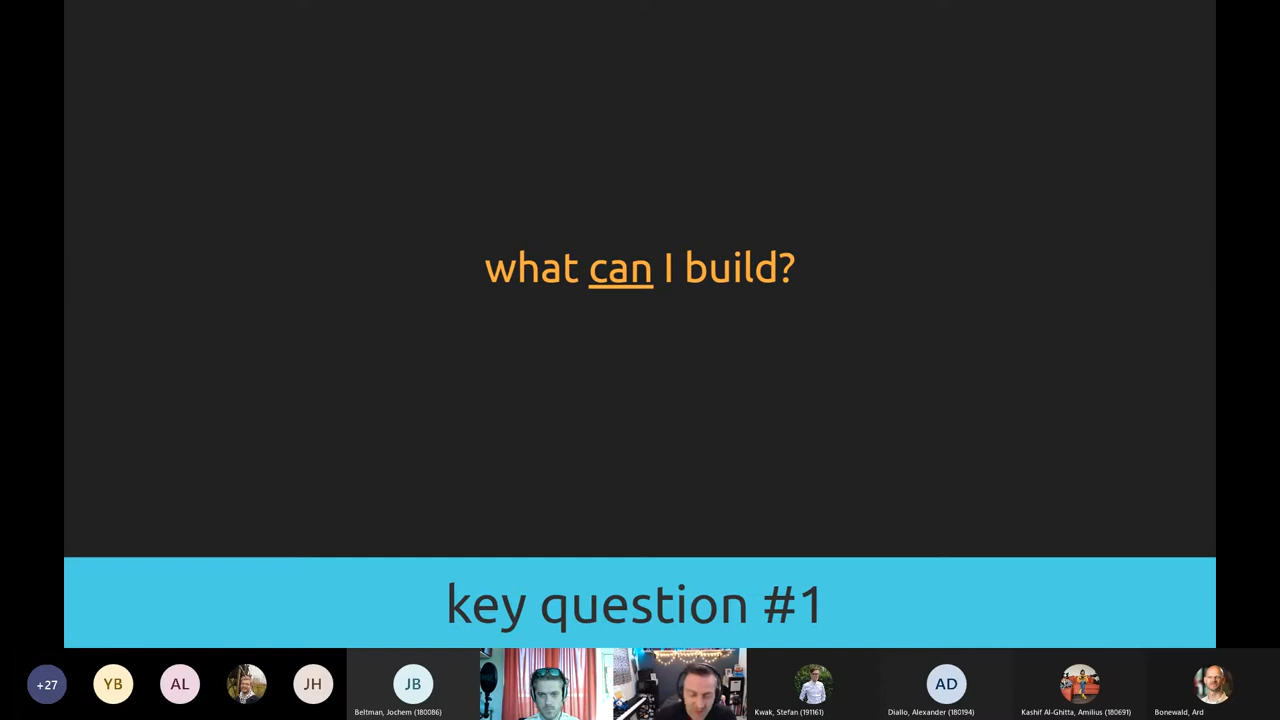 what can I build?
key question #1
+27
YB
AL
JH
JB
Beltman, Jochem (180086)
Kwak, Stefan (191161)
AD
Diallo, Alexander (180194)
Kashif Al-Ghitta, Amilius (180691)
Bonewald, Ard